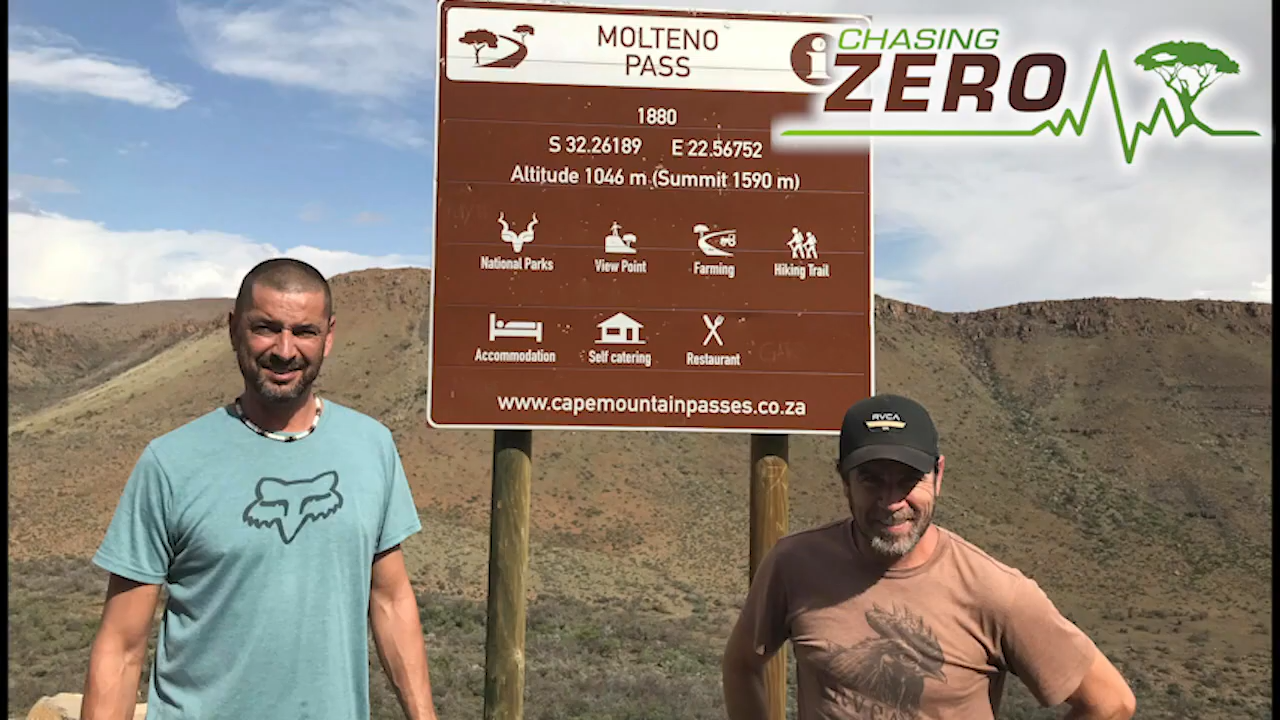 MOLTENO
PASS
i
CHASING
ZERO
1880
S 32.26189 E 22.56752
Altitude 1046 m (Summit 1590 m)
National Parks View Point Farming Hiking Trail
Accommodation Self catering Restaurant
www.capemountainpasses.co.za
RVCA
RVCA